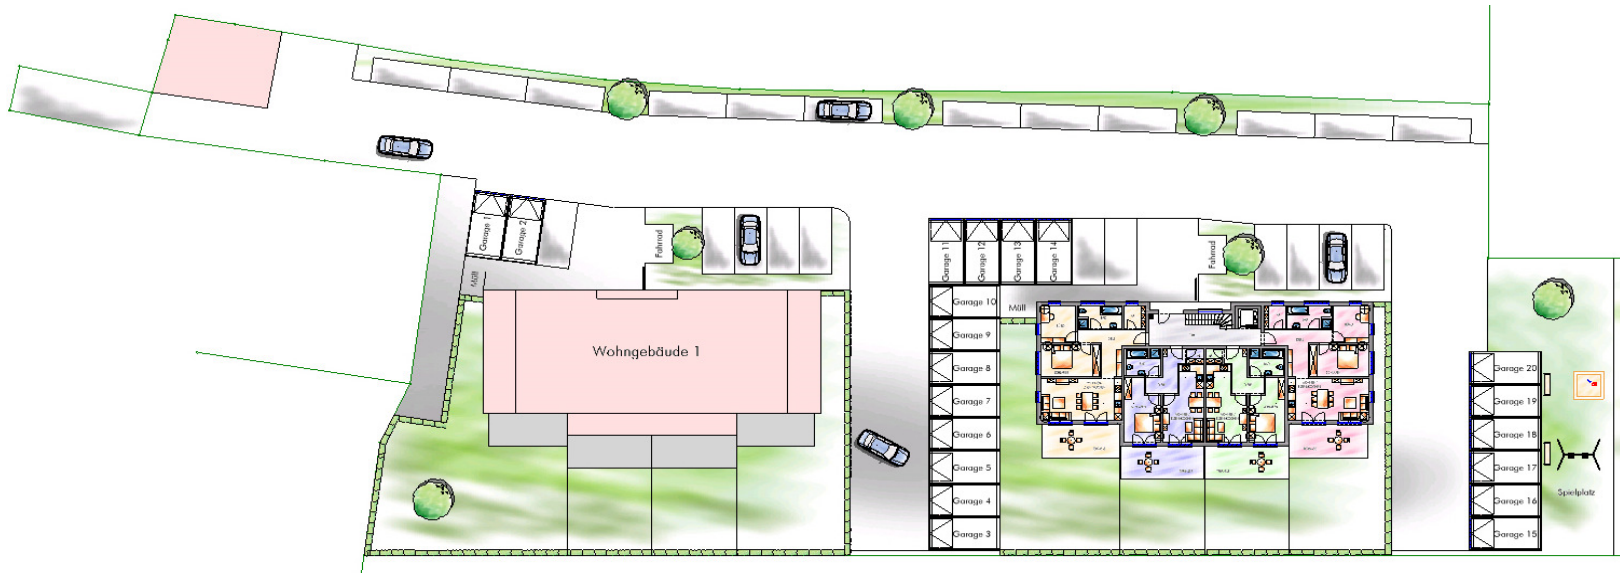 Garage 1
Garage 2
Müll
Fahrrad
Wohngebäude 1
Garage 11
Garage 12
Garage 13
Garage 14
Fahrrad
Garage 10
Müll
Garage 9
Garage 8
Garage 7
Garage 6
Garage 5
Garage 4
Garage 3
Garage 20
Garage 19
Garage 18
Garage 17
Garage 16
Garage 15
Spielplatz